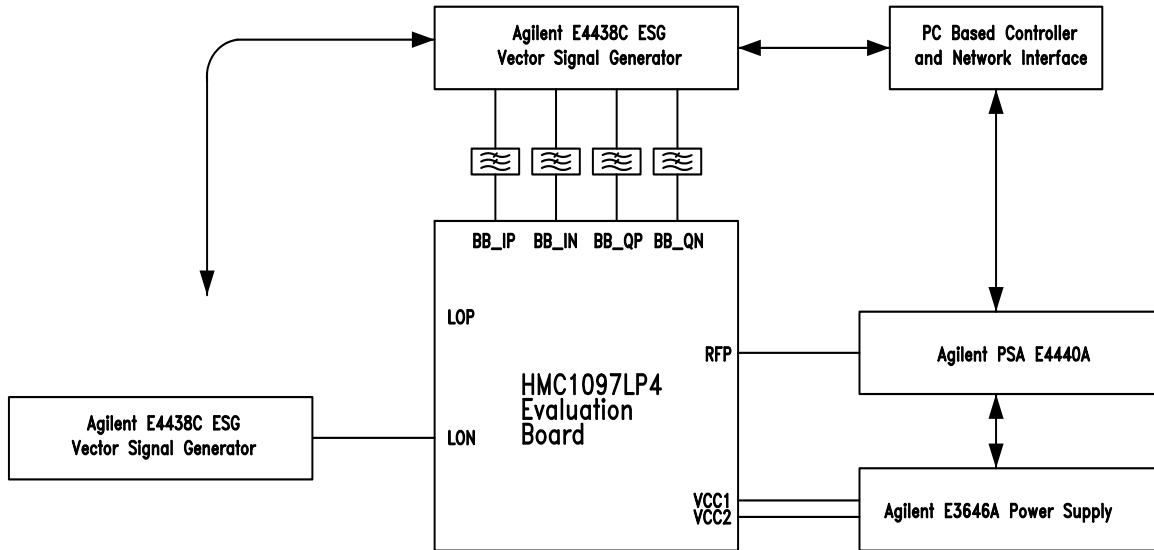 Agilent E4438C ESG
Vector Signal Generator
PC Based Controller
and Network Interface
BB_IP BB_IN BB_QP BB_QN
LOP
RFP
Agilent PSA E4440A
HMC1097LP4
Evaluation
Board
Agilent E4438C ESG
Vector Signal Generator
LON
VCC1
VCC2
Agilent E3646A Power Supply